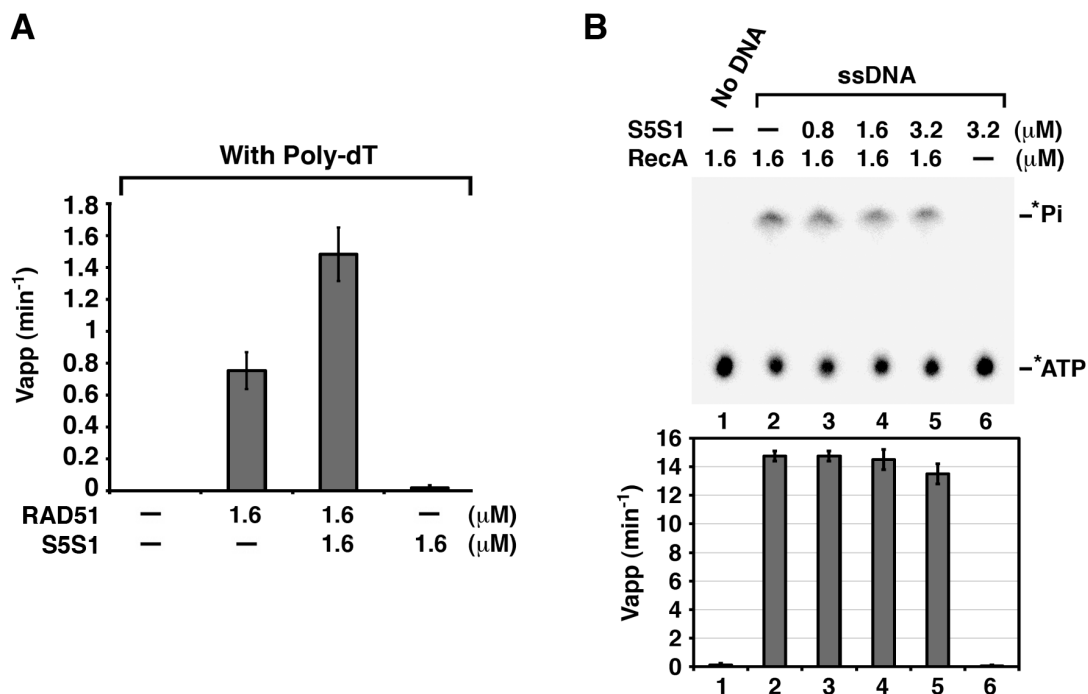 A
With Poly-dT
Vapp (min⁻¹)
1.8
1.6
1.4
1.2
1
0.8
0.6
0.4
0.2
0
RAD51 — 1.6 1.6 — (μM)
S5S1 — — 1.6 1.6 (μM)
B
No DNA
ssDNA
S5S1 — — 0.8 1.6 3.2 3.2 (μM)
RecA 1.6 1.6 1.6 1.6 1.6 — (μM)
–*Pi
–*ATP
1 2 3 4 5 6
Vapp (min⁻¹)
16
14
12
10
8
6
4
2
0
1 2 3 4 5 6